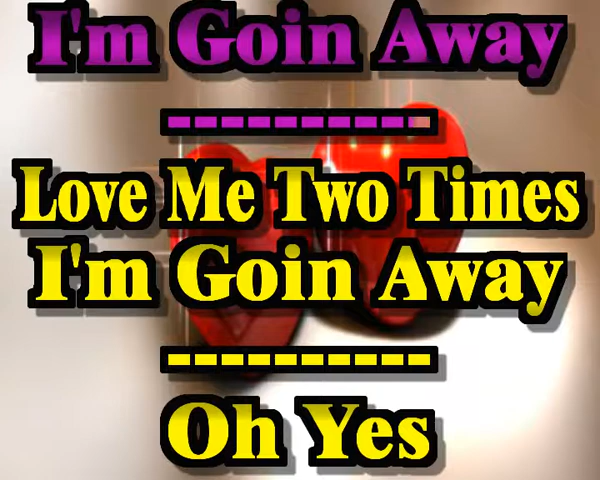 I'm Goin Away
----------
Love Me Two Times
I'm Goin Away
----------
Oh Yes